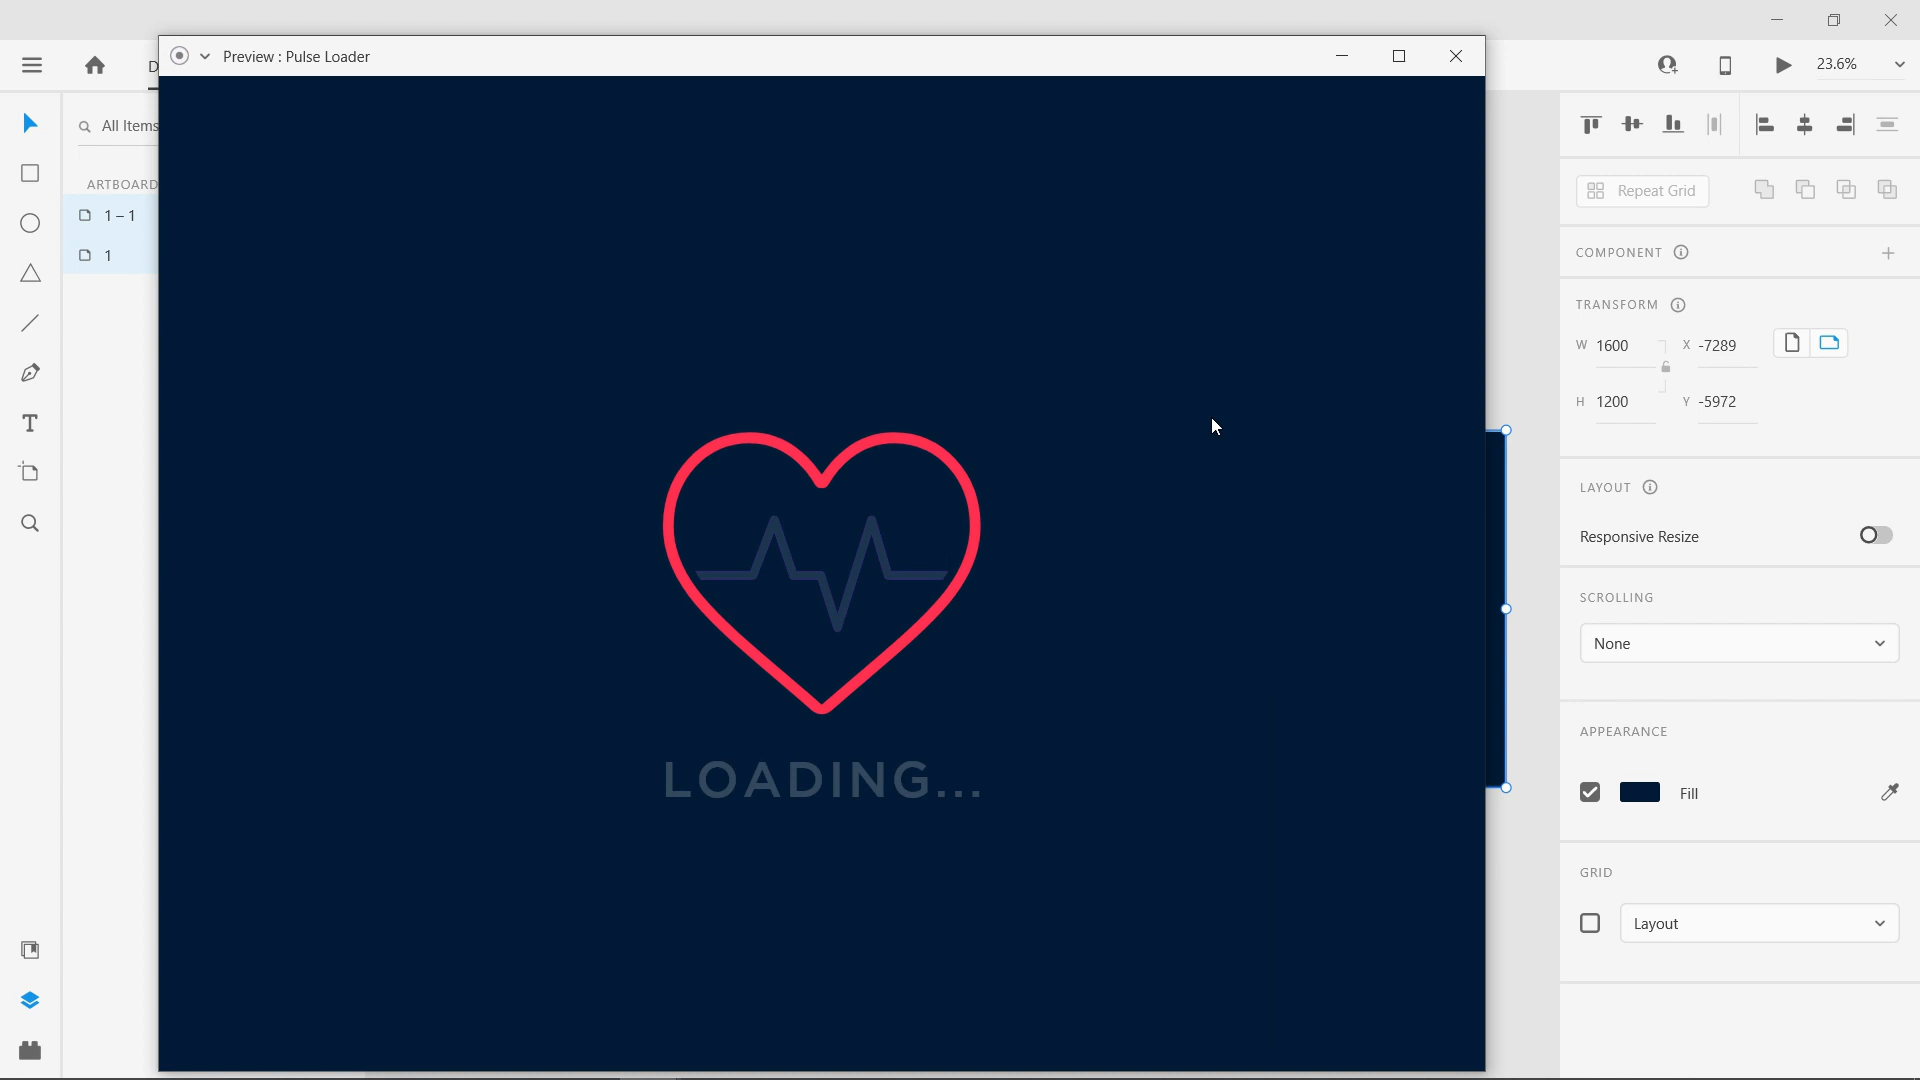 Preview : Pulse Loader
D
23.6%
All Items
ARTBOARD
1 – 1
1
LOADING...
Repeat Grid
COMPONENT
TRANSFORM
W 1600 X -7289
H 1200 Y -5972
LAYOUT
Responsive Resize
SCROLLING
None
APPEARANCE
Fill
GRID
Layout